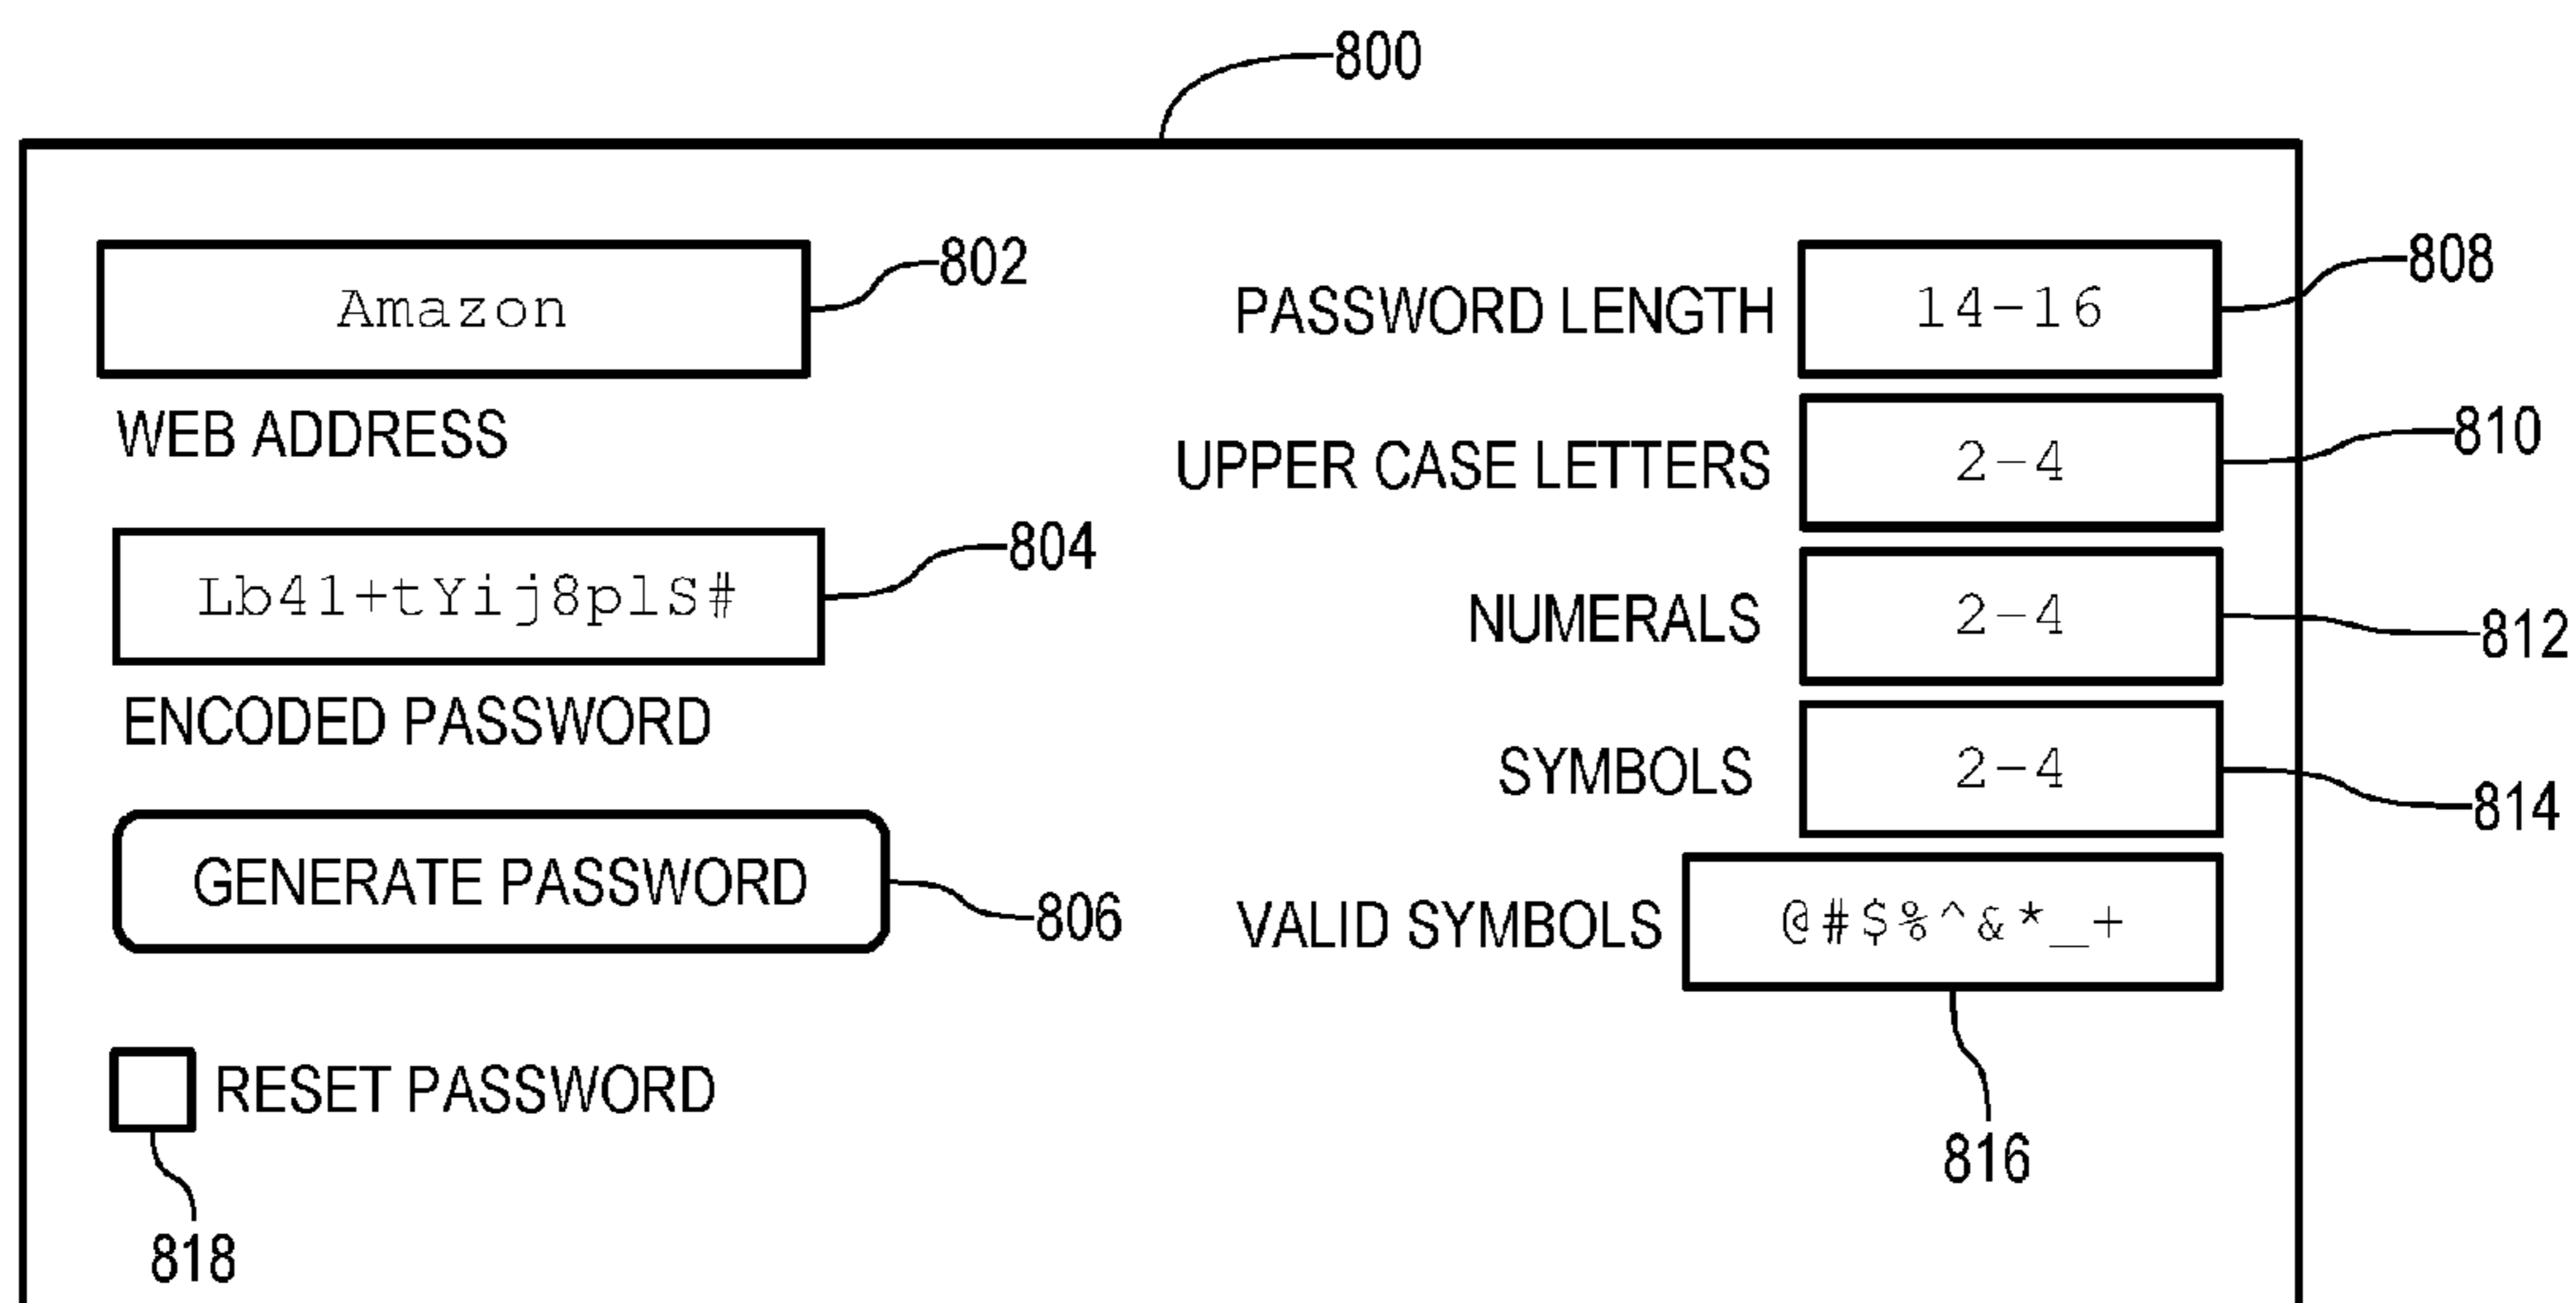 800
Amazon
802
WEB ADDRESS
Lb41+tYij8plS#
804
ENCODED PASSWORD
GENERATE PASSWORD
806
RESET PASSWORD
818
PASSWORD LENGTH 14-16
808
UPPER CASE LETTERS 2-4
810
NUMERALS 2-4
812
SYMBOLS 2-4
814
VALID SYMBOLS @#$%^&*_+
816